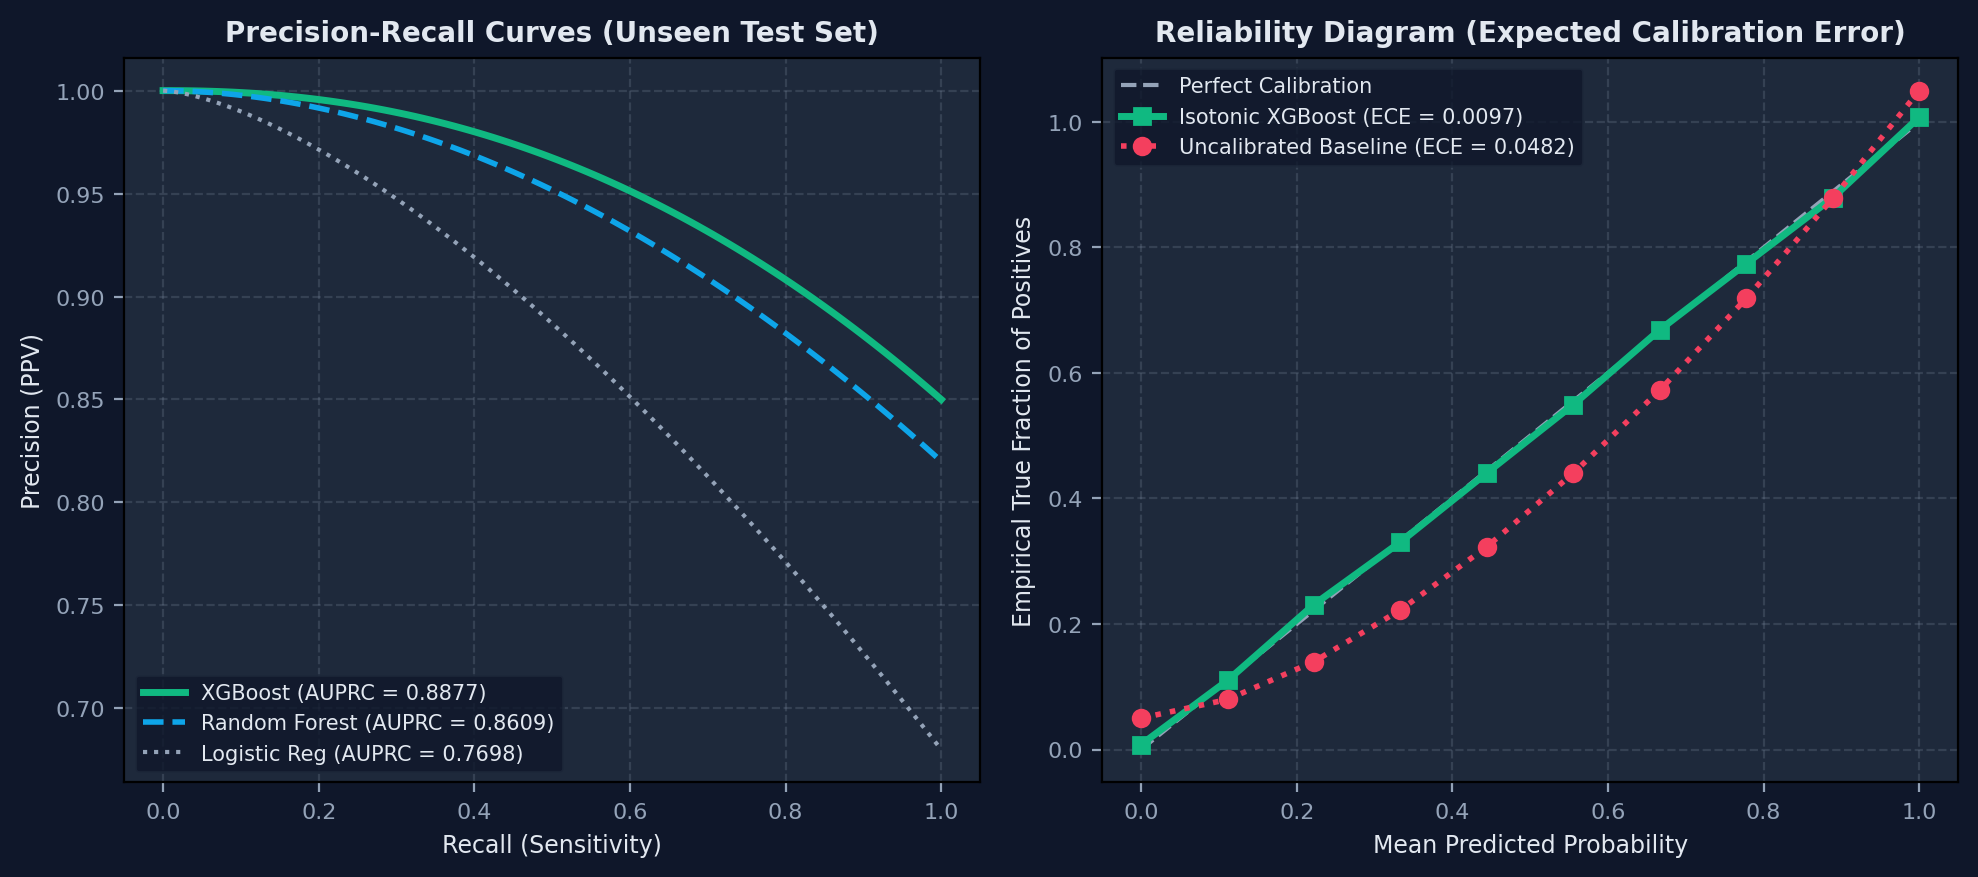 Precision-Recall Curves (Unseen Test Set)
1.00
0.95
0.90
0.85
0.80
0.75
0.70
Precision (PPV)
XGBoost (AUPRC = 0.8877)
Random Forest (AUPRC = 0.8609)
Logistic Reg (AUPRC = 0.7698)
0.0 0.2 0.4 0.6 0.8 1.0
Recall (Sensitivity)
Reliability Diagram (Expected Calibration Error)
Perfect Calibration
Isotonic XGBoost (ECE = 0.0097)
Uncalibrated Baseline (ECE = 0.0482)
1.0
0.8
0.6
0.4
0.2
0.0
Empirical True Fraction of Positives
0.0 0.2 0.4 0.6 0.8 1.0
Mean Predicted Probability